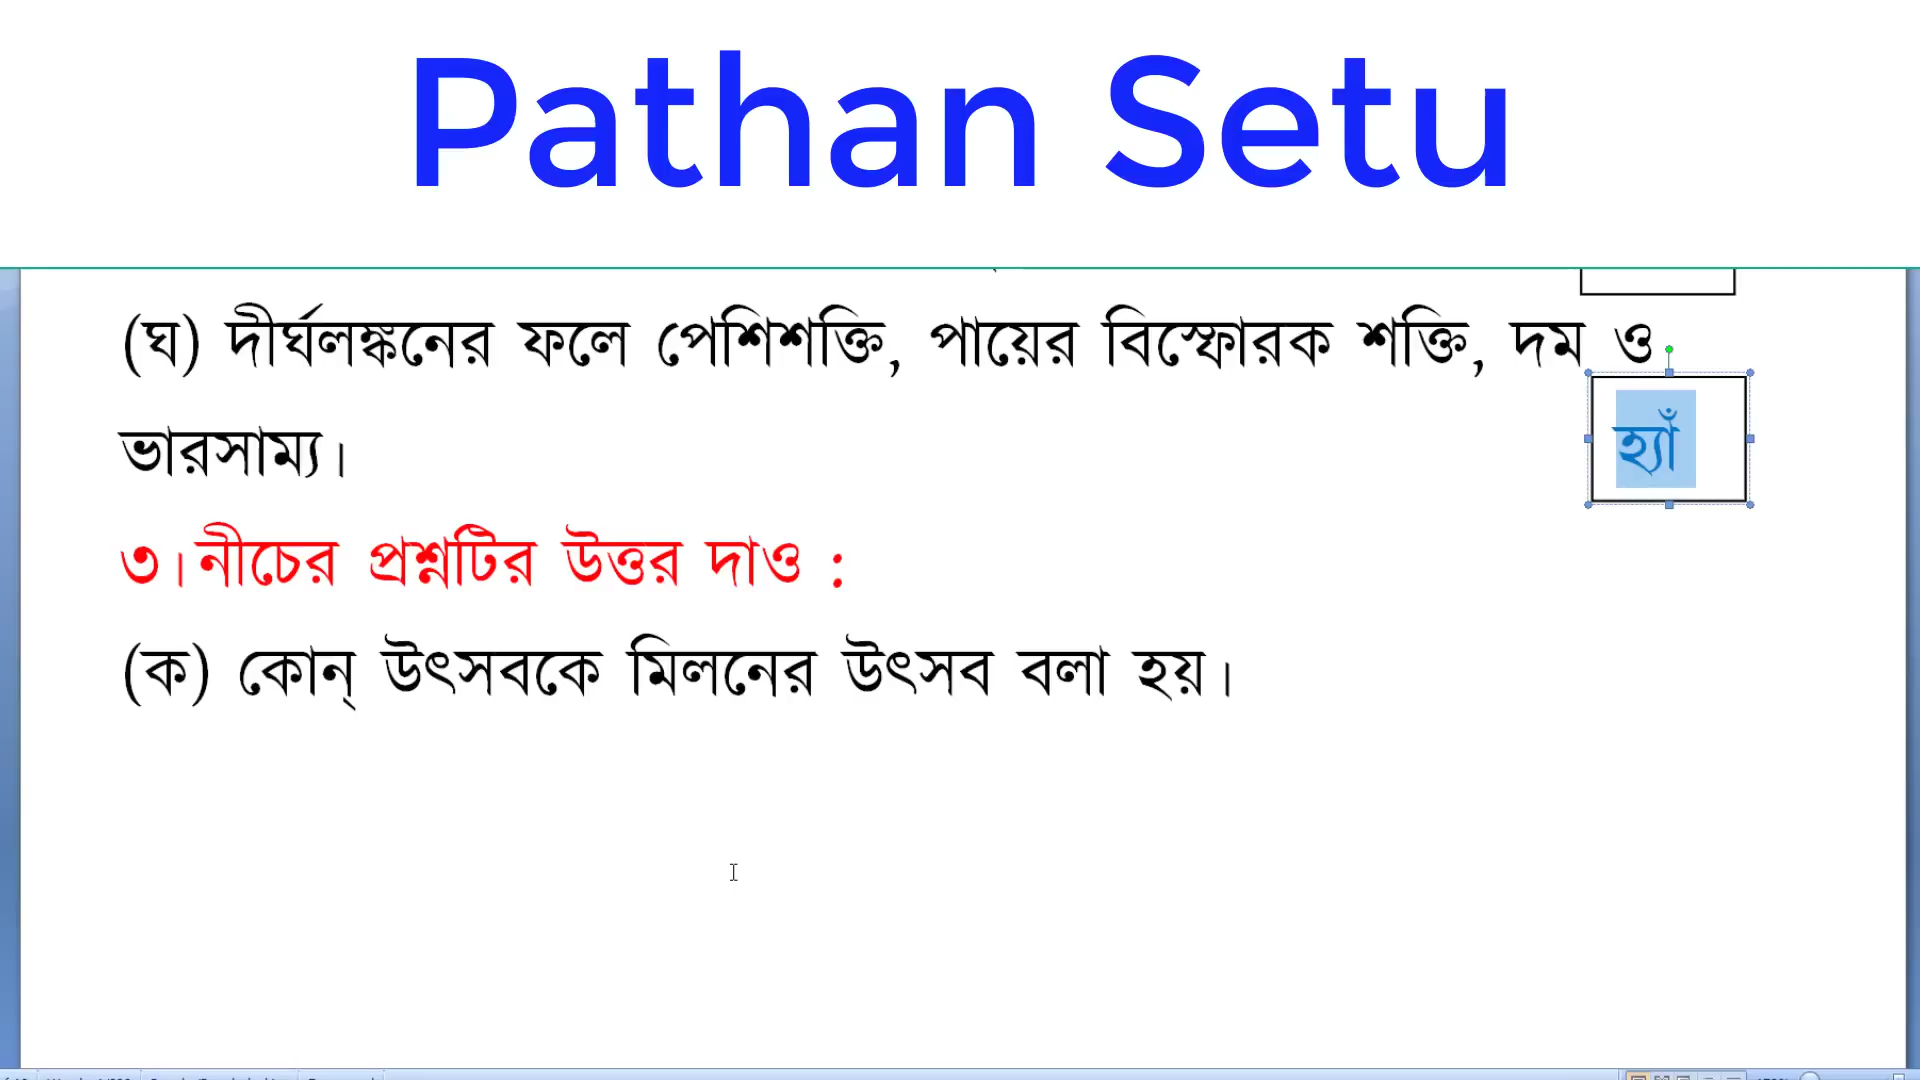 Pathan Setu
(ঘ) দীর্ঘলঙ্কনের ফলে পেশিশক্তি, পায়ের বিস্ফোরক শক্তি, দম ও
ভারসাম্য।
হ্যাঁ
৩। নীচের প্রশ্নটির উত্তর দাও :
(ক) কোন্ উৎসবকে মিলনের উৎসব বলা হয়।